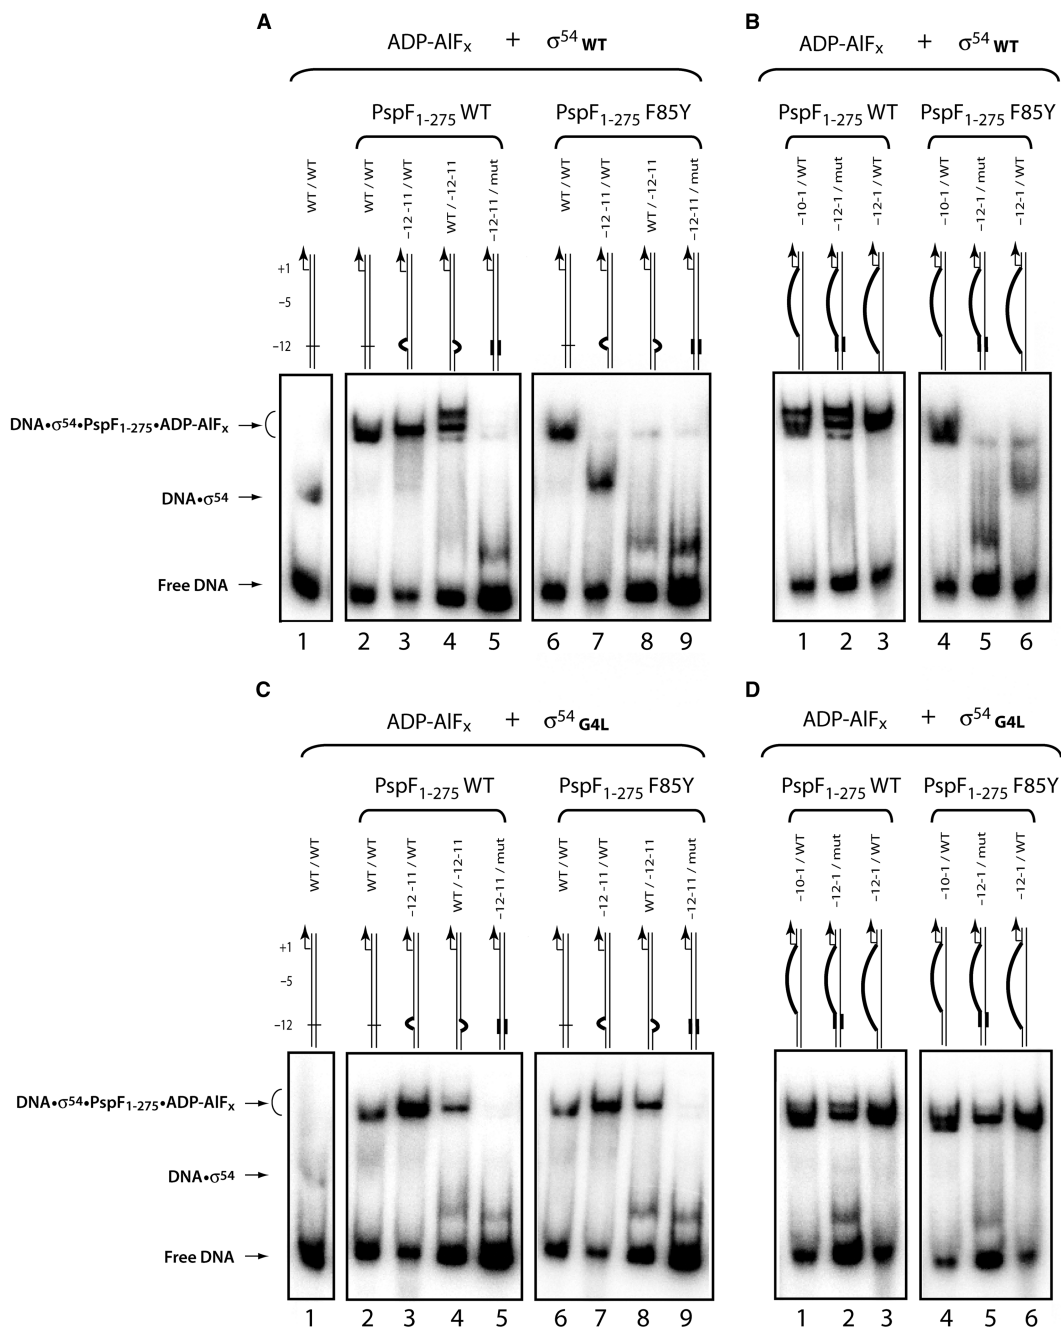 A
ADP-AlFx + σ54 WT
PspF1-275 WT PspF1-275 F85Y
WT / WT
WT / WT
–12 -11 / WT
WT / -12-11
–12-11 / mut
WT / WT
–12 -11 / WT
WT / -12-11
–12-11 / mut
+1
–5
–12
DNA•σ54•PspF1-275•ADP-AlFx
DNA•σ54
Free DNA
1 2 3 4 5 6 7 8 9
B
ADP-AlFx + σ54 WT
PspF1-275 WT PspF1-275 F85Y
–10-1 / WT
–12-1 / mut
–12-1 / WT
–10-1 / WT
–12-1 / mut
–12-1 / WT
1 2 3 4 5 6
C
ADP-AlFx + σ54 G4L
PspF1-275 WT PspF1-275 F85Y
WT / WT
WT / WT
–12 -11 / WT
WT / -12-11
–12-11 / mut
WT / WT
–12 -11 / WT
WT / -12-11
–12-11 / mut
+1
–5
–12
DNA•σ54•PspF1-275•ADP-AlFx
DNA•σ54
Free DNA
1 2 3 4 5 6 7 8 9
D
ADP-AlFx + σ54 G4L
PspF1-275 WT PspF1-275 F85Y
–10-1 / WT
–12-1 / mut
–12-1 / WT
–10-1 / WT
–12-1 / mut
–12-1 / WT
1 2 3 4 5 6